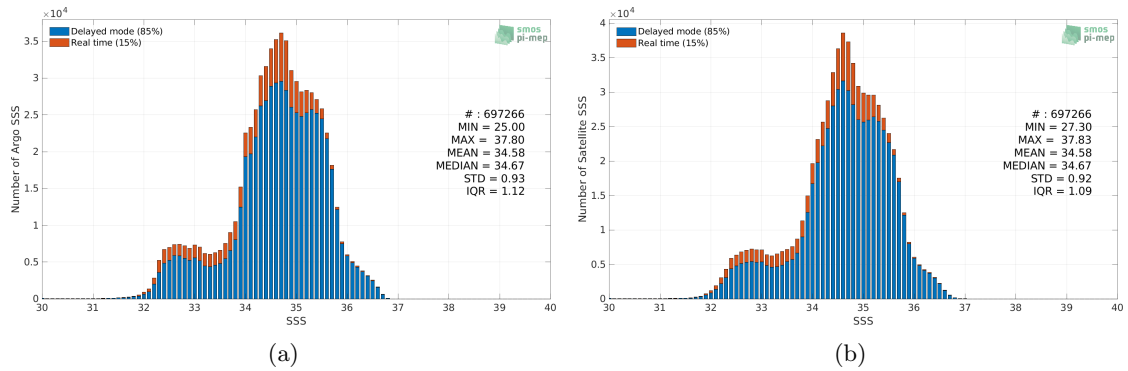 ×10⁴
Delayed mode (85%)
Real time (15%)
smos
pi-mep
3.5
3
2.5
2
1.5
1
0.5
0
Number of Argo SSS
# : 697266
MIN = 25.00
MAX = 37.80
MEAN = 34.58
MEDIAN = 34.67
STD = 0.93
IQR = 1.12
30 31 32 33 34 35 36 37 38 39 40
SSS
(a)
×10⁴
Delayed mode (85%)
Real time (15%)
smos
pi-mep
4
3.5
3
2.5
2
1.5
1
0.5
0
Number of Satellite SSS
# : 697266
MIN = 27.30
MAX = 37.83
MEAN = 34.58
MEDIAN = 34.67
STD = 0.92
IQR = 1.09
30 31 32 33 34 35 36 37 38 39 40
SSS
(b)